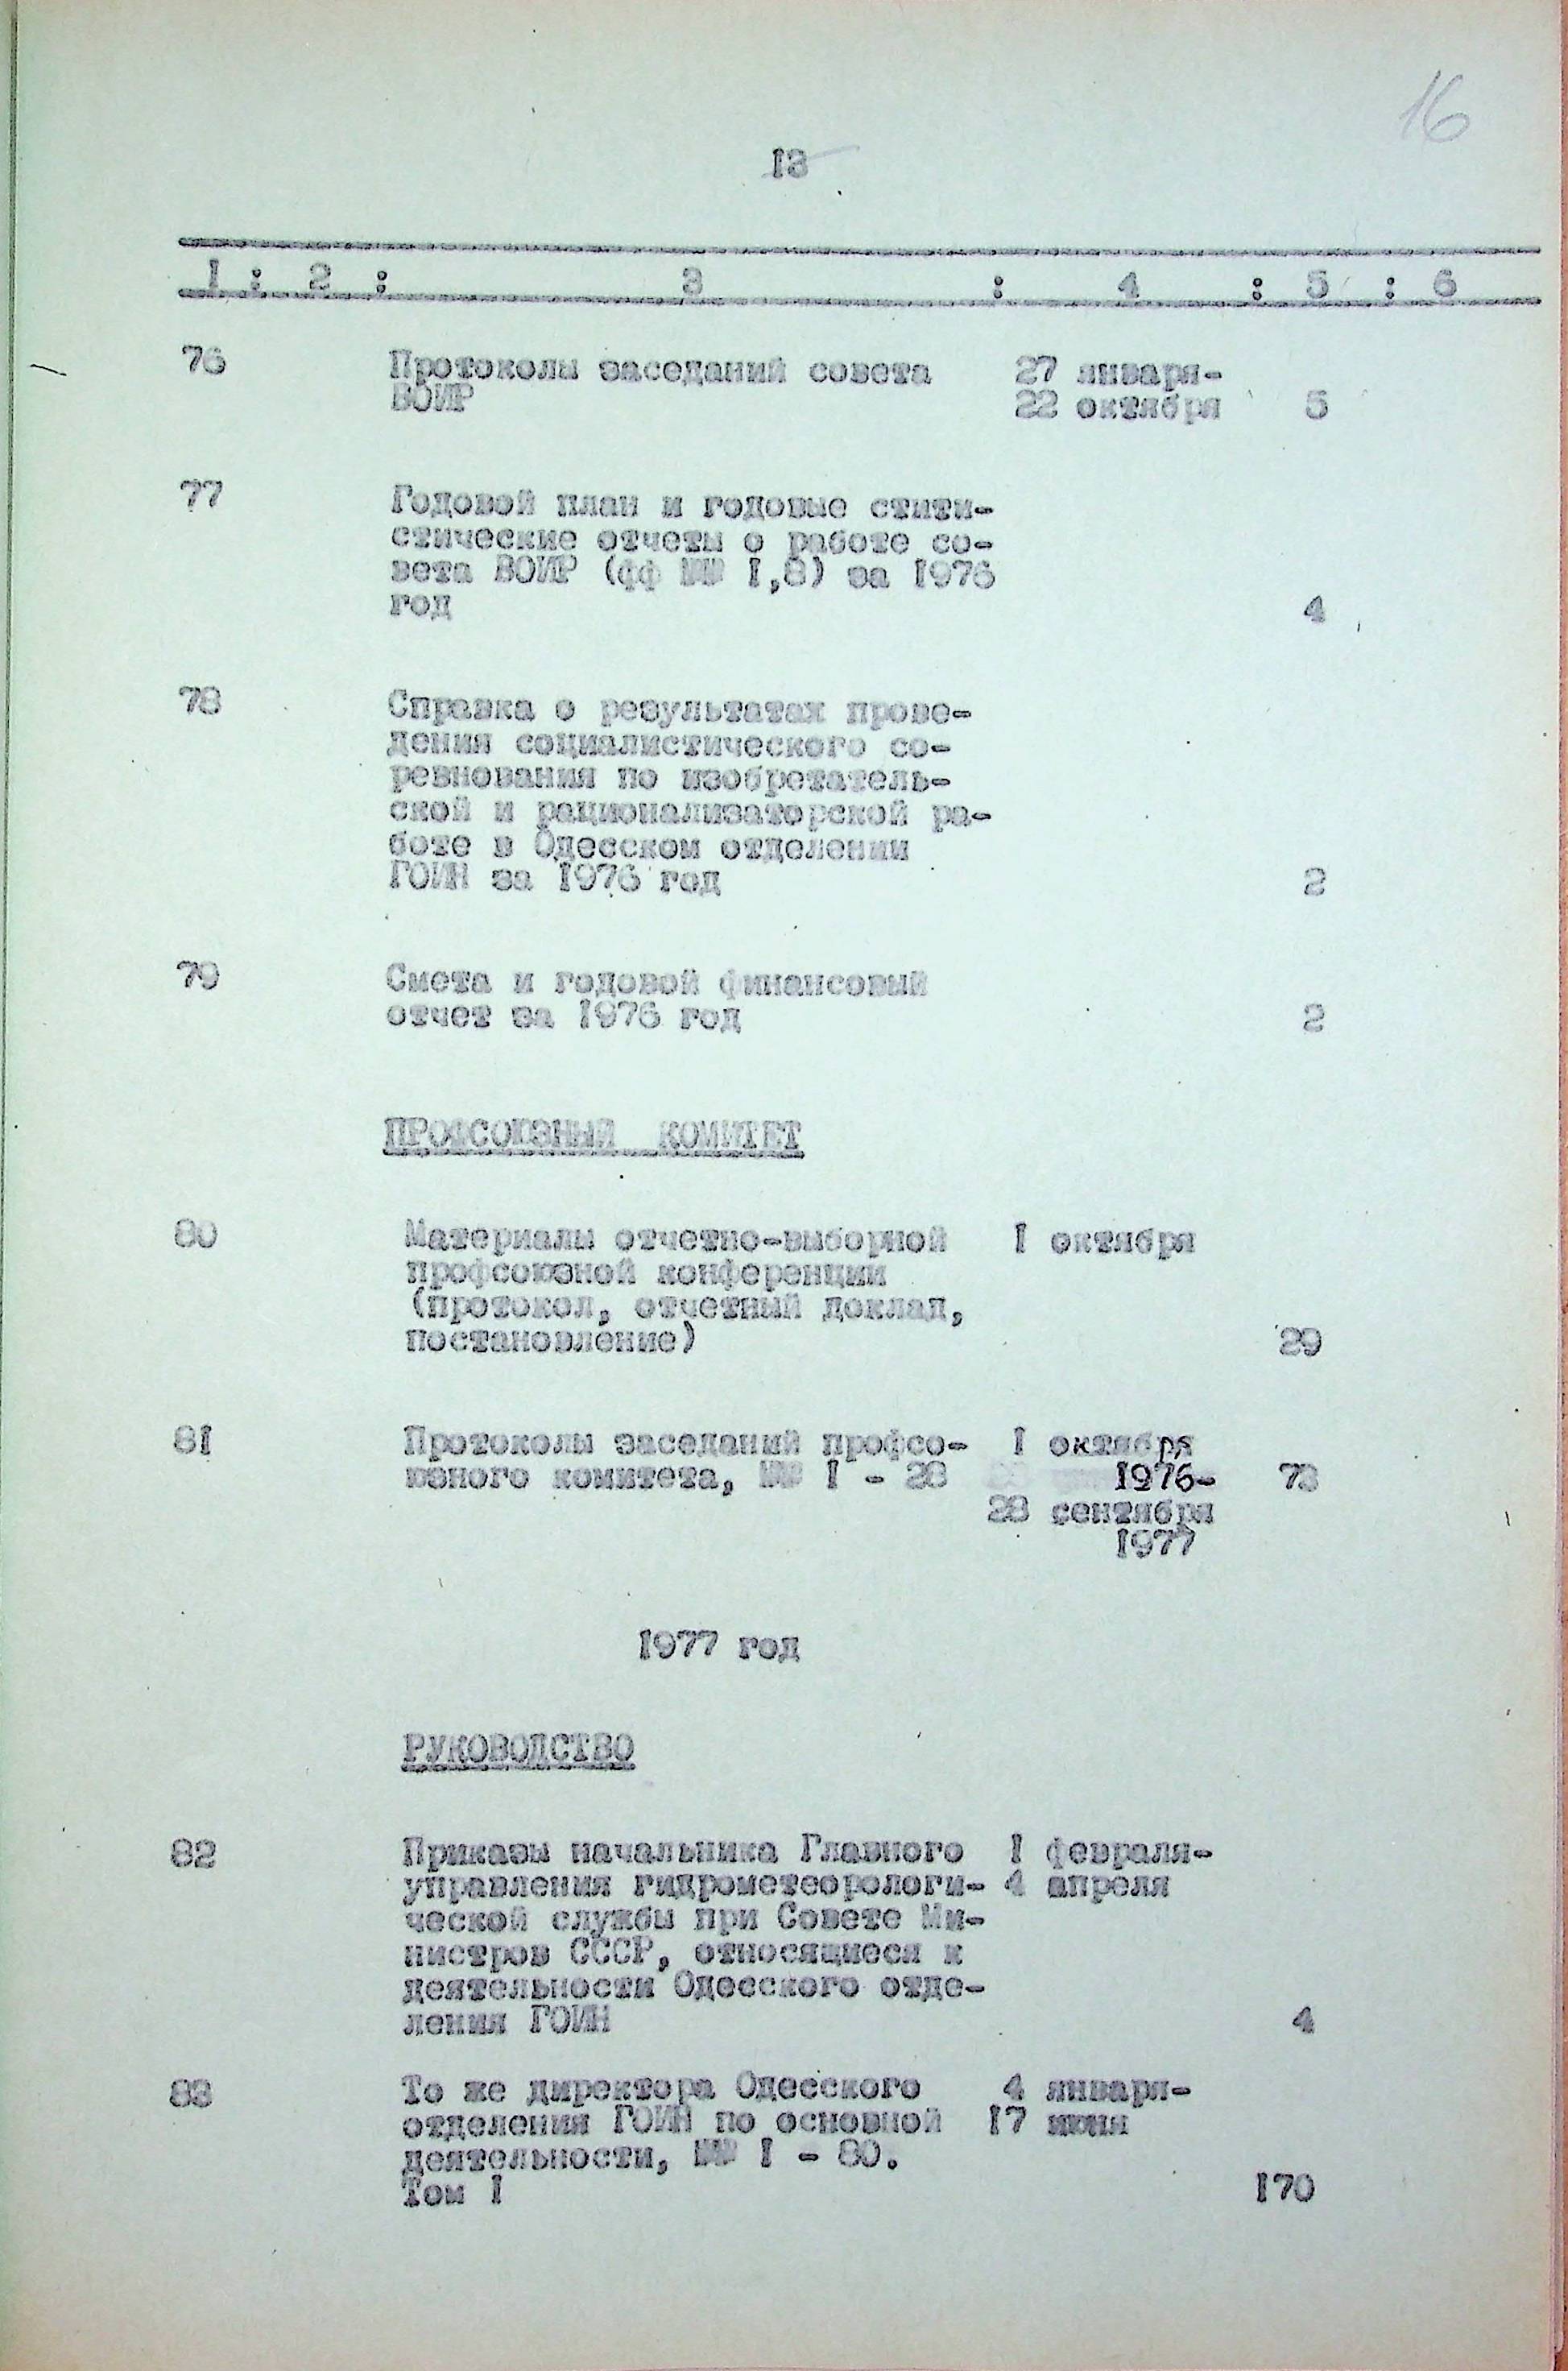 16
13
1 : 2 : 3 : 4 : 5 : 6
76 Протоколы заседаний совета 27 января-
ВОИР 22 октября 5
77 Годовой план и годовые стити-
стические отчеты о работе со-
вета ВОИР (фф №№ 1,8) за 1976
год 4
78 Справка о результатах прове-
дения социалистического со-
ревнования по изобретатель-
ской и рационализаторской ра-
боте в Одесском отделении
ГОИН за 1976 год 2
79 Смета и годовой финансовый
отчет за 1976 год 2
ПРОФСОЮЗНЫЙ КОМИТЕТ
80 Материалы отчетно-выборной I октября
профсоюзной конференции
(протокол, отчетный доклад,
постановление) 29
81 Протоколы заседаний профсо- I октября
юзного комитета, №№ I - 28 1976- 73
28 сентября
1977
1977 год
РУКОВОДСТВО
82 Приказы начальника Главного I февраля-
управления гидрометеорологи- 4 апреля
ческой службы при Совете Ми-
нистров СССР, относящиеся к
деятельности Одесского отде-
ления ГОИН 4
83 То же директора Одесского 4 января-
отделения ГОИН по основной 17 июня
деятельности, №№ I - 80.
Том I 170